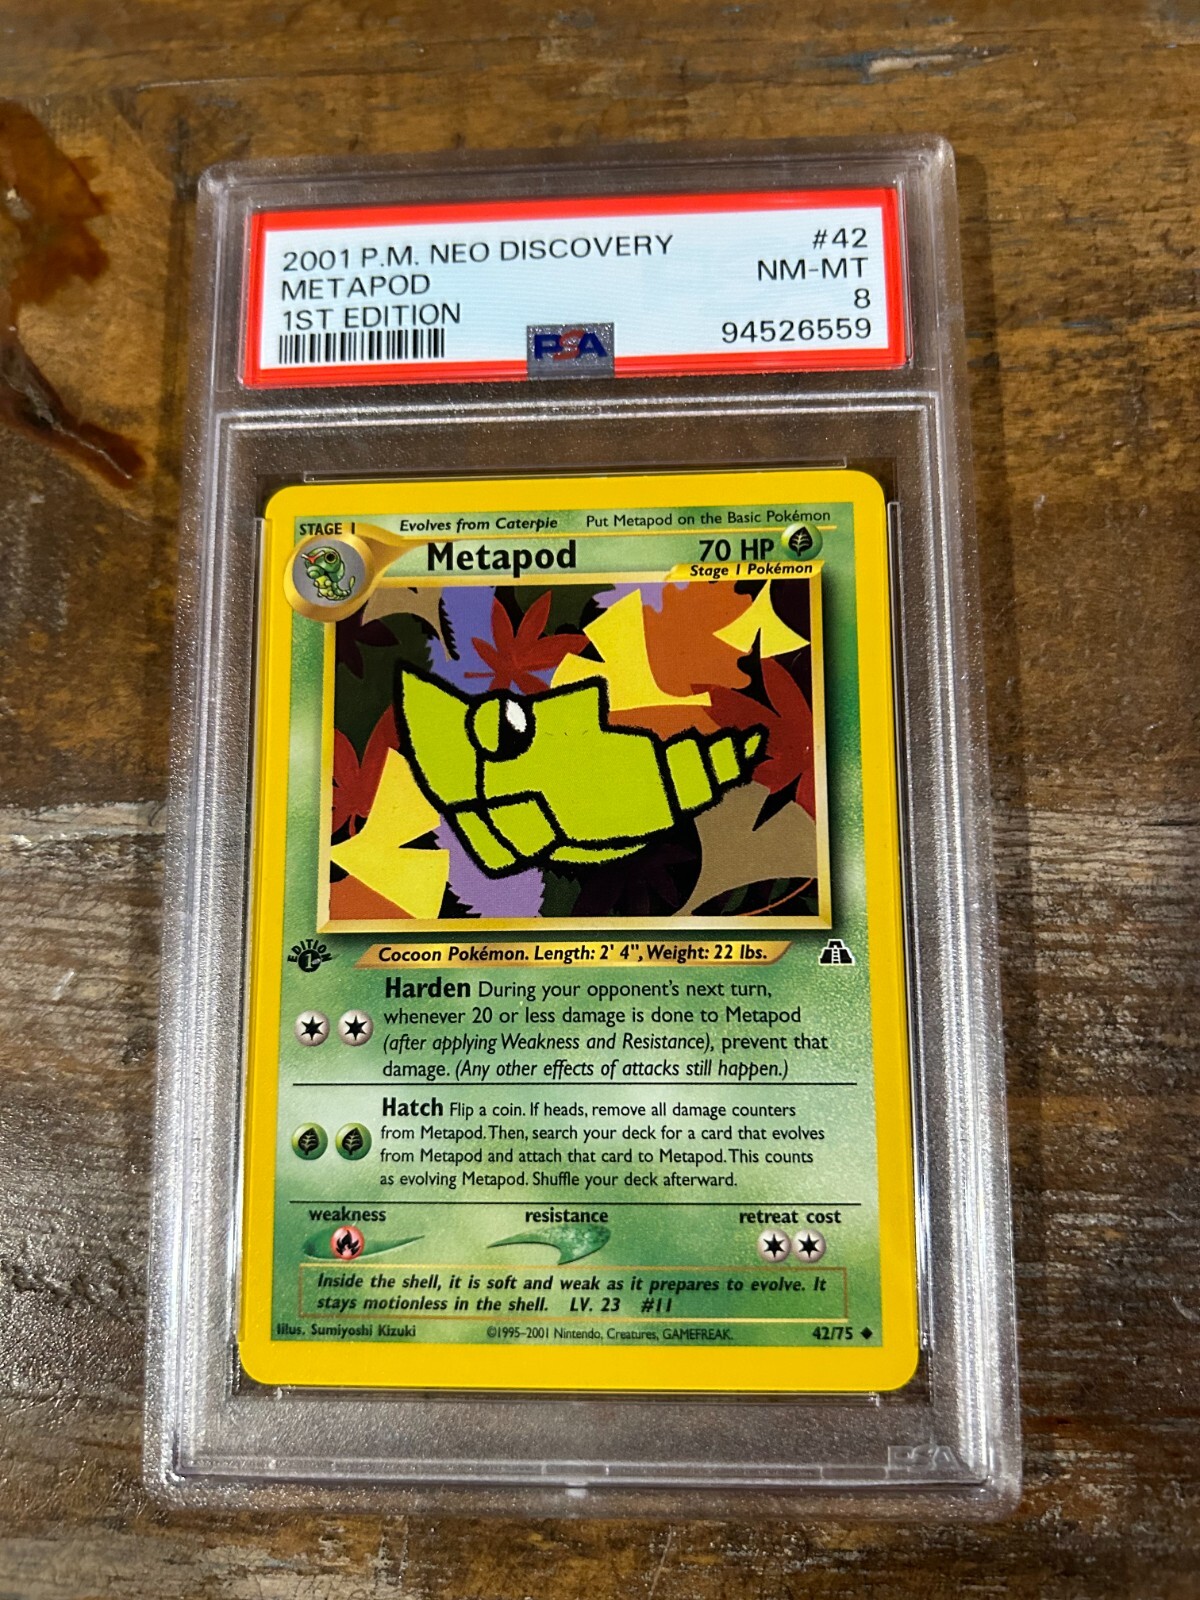 2001 P.M. NEO DISCOVERY #42
METAPOD NM-MT
1ST EDITION 8
PSA 94526559
STAGE 1 Evolves from Caterpie Put Metapod on the Basic Pokémon
Metapod 70 HP
Stage 1 Pokémon
EDITION
1
Cocoon Pokémon. Length: 2' 4", Weight: 22 lbs.
Harden During your opponent's next turn,
whenever 20 or less damage is done to Metapod
(after applying Weakness and Resistance), prevent that
damage. (Any other effects of attacks still happen.)
Hatch Flip a coin. If heads, remove all damage counters
from Metapod. Then, search your deck for a card that evolves
from Metapod and attach that card to Metapod. This counts
as evolving Metapod. Shuffle your deck afterward.
weakness resistance retreat cost
Inside the shell, it is soft and weak as it prepares to evolve. It
stays motionless in the shell. LV. 23 #11
Illus. Sumiyoshi Kizuki ©1995-2001 Nintendo, Creatures, GAMEFREAK. 42/75
PSA